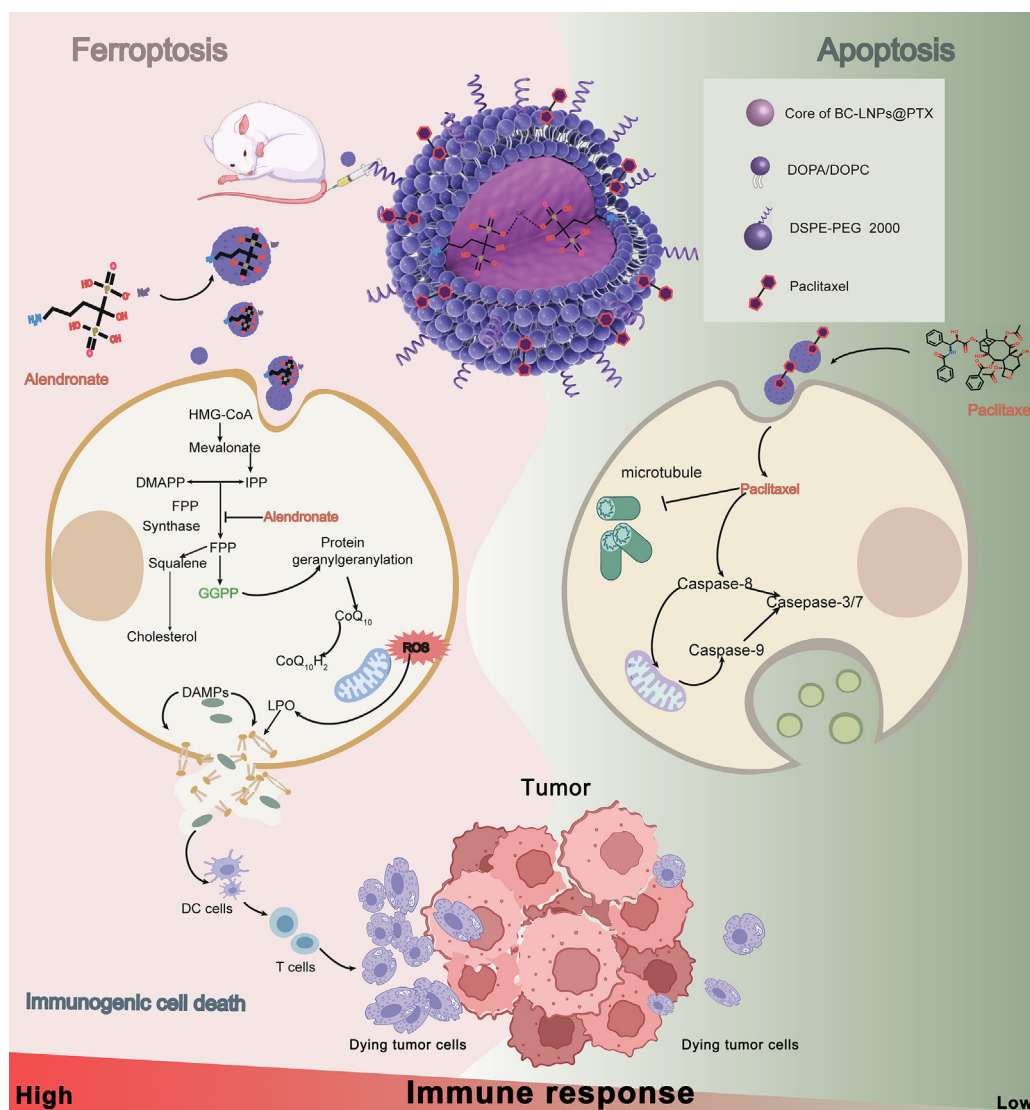 Ferroptosis
Apoptosis
Core of BC-LNPs@PTX
DOPA/DOPC
DSPE-PEG 2000
Paclitaxel
Alendronate
Paclitaxel
HMG-CoA
Mevalonate
DMAPP
IPP
FPP
Synthase
Alendronate
FPP
Squalene
GGPP
Cholesterol
Protein
geranylgeranylation
CoQ10
CoQ10H2
ROS
DAMPs
LPO
microtubule
Paclitaxel
Caspase-8
Casepase-3/7
Caspase-9
Tumor
DC cells
T cells
Immunogenic cell death
Dying tumor cells
Dying tumor cells
High
Immune response
Low